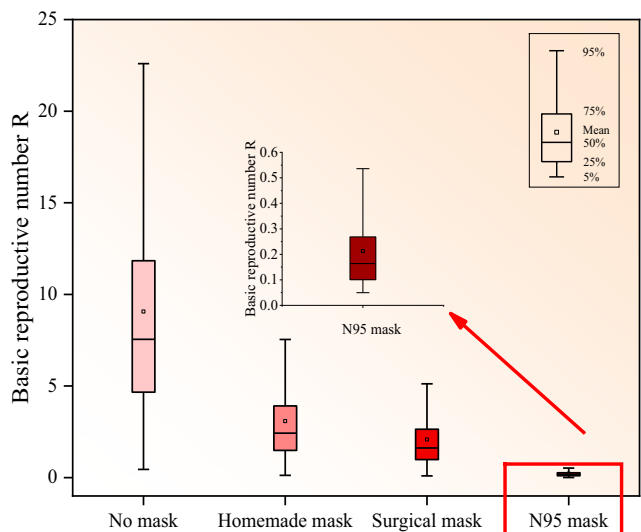 Basic reproductive number R
25
20
15
10
5
0
No mask
Homemade mask
Surgical mask
N95 mask
95%
75%
Mean
50%
25%
5%
Basic reproductive number R
0.6
0.5
0.4
0.3
0.2
0.1
0.0
N95 mask